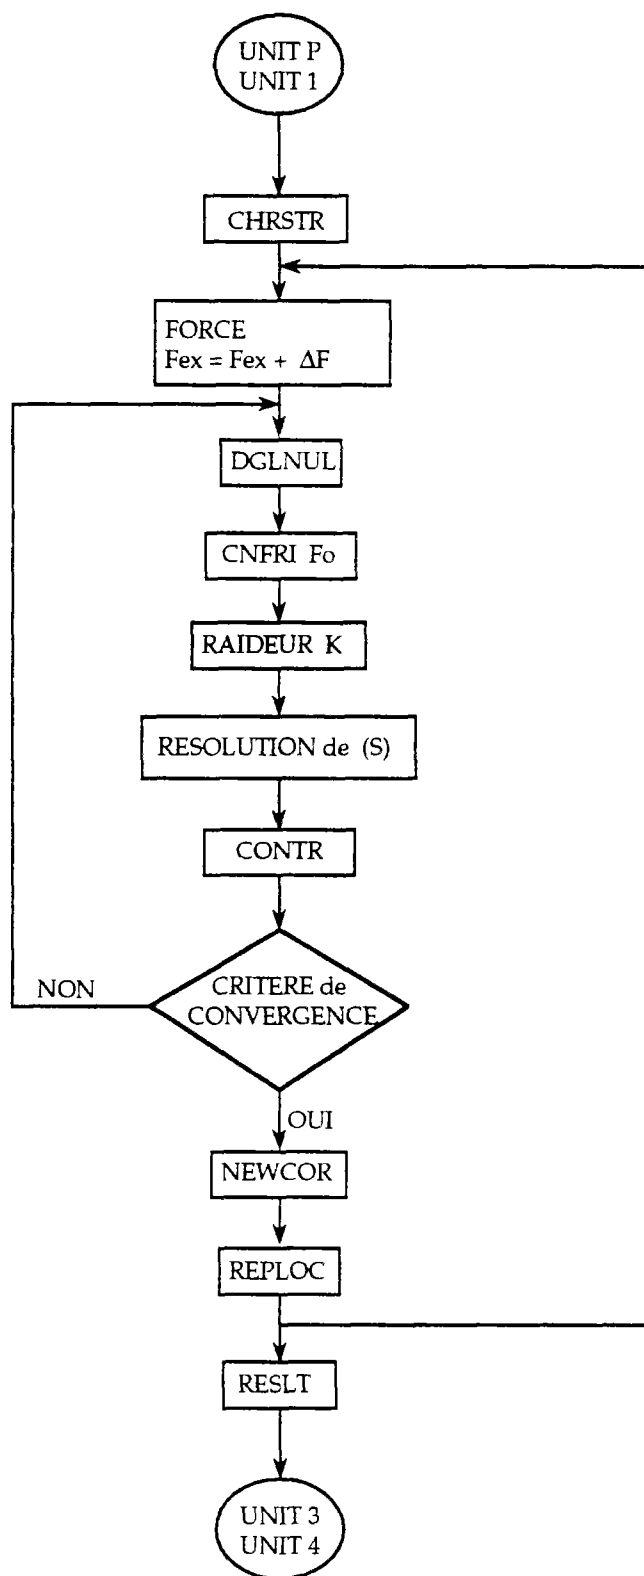 UNIT P
UNIT 1
CHRSTR
FORCE
Fex = Fex + ΔF
DGLNUL
CNFRI Fo
RAIDEUR K
RESOLUTION de (S)
CONTR
CRITERE de
CONVERGENCE
NON
OUI
NEWCOR
REPLOC
RESLT
UNIT 3
UNIT 4